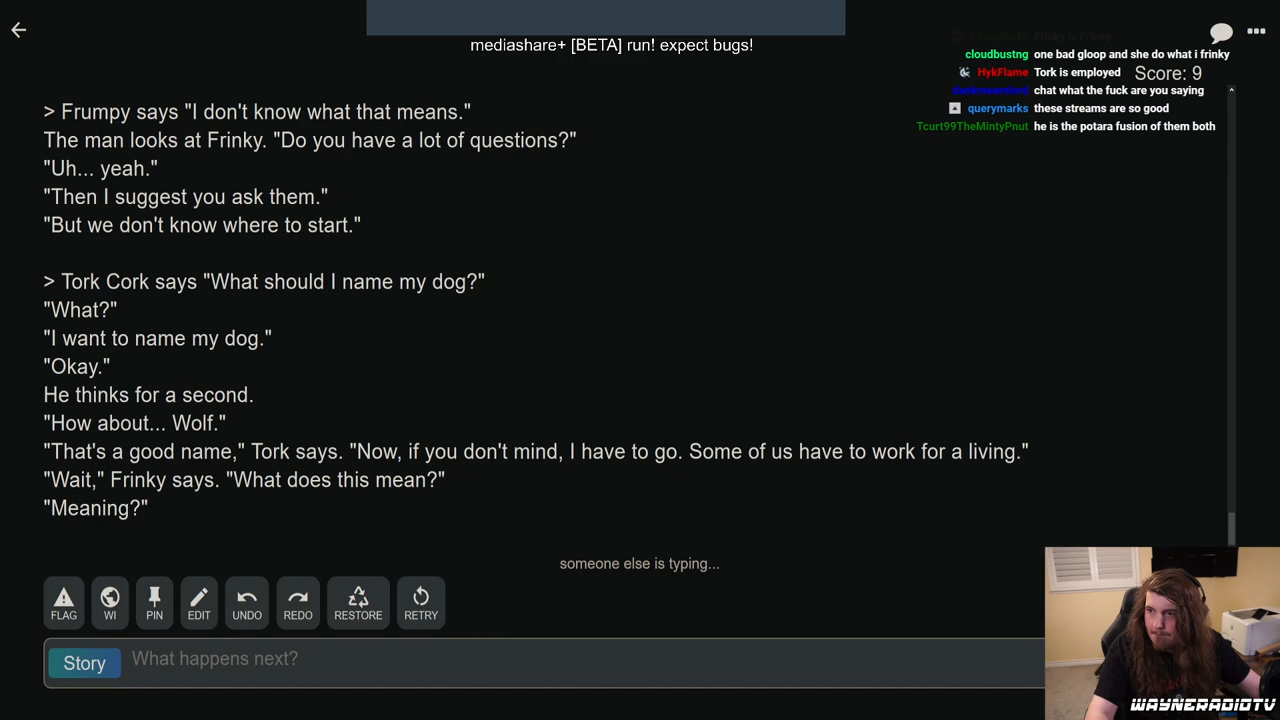 mediashare+ [BETA] run! expect bugs!
Frinky is Frinky
cloudbustng one bad gloop and she do what i frinky
HykFlame Tork is employed
Score: 9
chat what the fuck are you saying
querymarks these streams are so good
Tcurt99TheMintyPnut he is the potara fusion of them both
> Frumpy says "I don't know what that means."
The man looks at Frinky. "Do you have a lot of questions?"
"Uh... yeah."
"Then I suggest you ask them."
"But we don't know where to start."
> Tork Cork says "What should I name my dog?"
"What?"
"I want to name my dog."
"Okay."
He thinks for a second.
"How about... Wolf."
"That's a good name," Tork says. "Now, if you don't mind, I have to go. Some of us have to work for a living."
"Wait," Frinky says. "What does this mean?"
"Meaning?"
someone else is typing...
FLAG WI PIN EDIT UNDO REDO RESTORE RETRY
Story What happens next?
WAYNERADIOTV